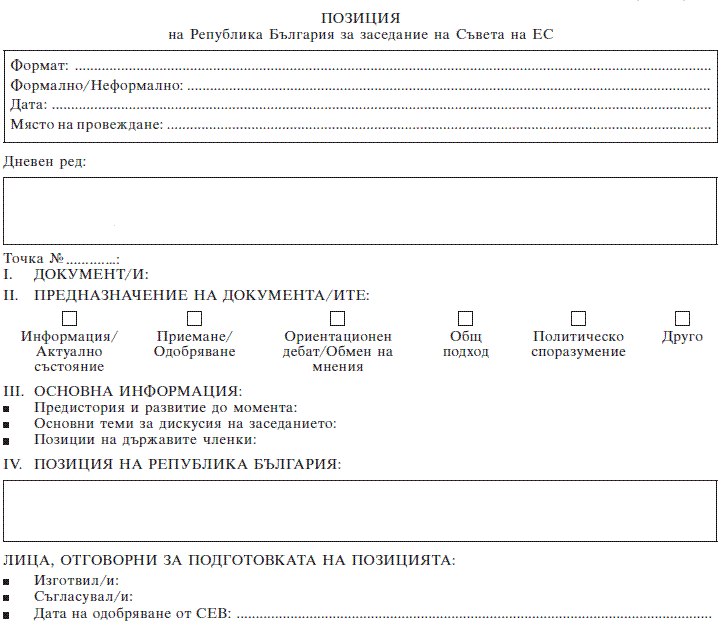 ПОЗИЦИЯ
на Република България за заседание на Съвета на ЕС
Формат: ........................................................................
Формално/Неформално: ........................................................................
Дата: ........................................................................
Място на провеждане: ........................................................................
Дневен ред:
Точка № .............:
I. ДОКУМЕНТ/И:
II. ПРЕДНАЗНАЧЕНИЕ НА ДОКУМЕНТА/ИТЕ:
Информация/ Приемане/ Ориентационен Общ Политическо Друго
Актуално Одобряване дебат/Обмен на подход споразумение
състояние мнения
III. ОСНОВНА ИНФОРМАЦИЯ:
Предистория и развитие до момента:
Основни теми за дискусия на заседанието:
Позиции на държавите членки:
IV. ПОЗИЦИЯ НА РЕПУБЛИКА БЪЛГАРИЯ:
ЛИЦА, ОТГОВОРНИ ЗА ПОДГОТОВКАТА НА ПОЗИЦИЯТА:
Изготвил/и:
Съгласувал/и:
Дата на одобряване от СЕВ: ........................................................................